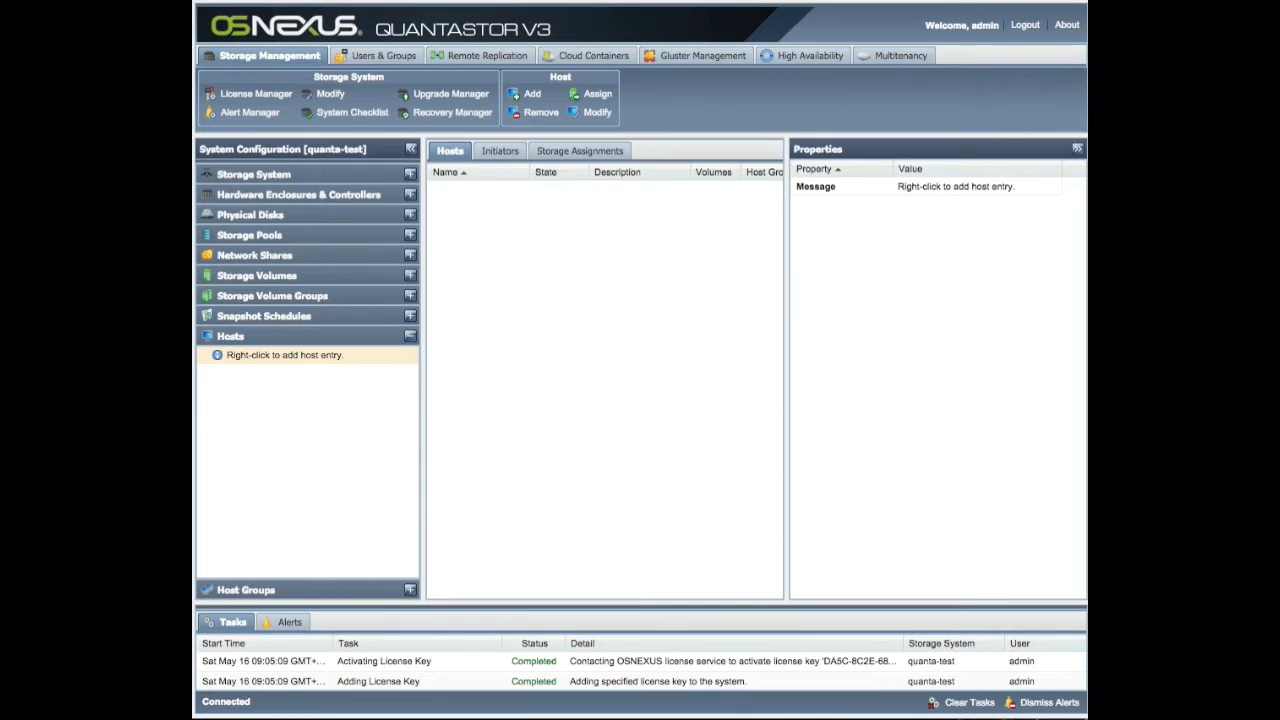 OSNEXUS. QUANTASTOR V3
Welcome, admin Logout About
Storage Management Users & Groups Remote Replication Cloud Containers Gluster Management High Availability Multitenancy
Storage System Host
License Manager Modify Upgrade Manager Add Assign
Alert Manager System Checklist Recovery Manager Remove Modify
System Configuration [quanta-test]
Storage System
Hardware Enclosures & Controllers
Physical Disks
Storage Pools
Network Shares
Storage Volumes
Storage Volume Groups
Snapshot Schedules
Hosts
Right-click to add host entry.
Host Groups
Hosts Initiators Storage Assignments
Name State Description Volumes Host Gro
Properties
Property Value
Message Right-click to add host entry.
Tasks Alerts
Start Time Task Status Detail Storage System User
Sat May 16 09:05:09 GMT+... Activating License Key Completed Contacting OSNEXUS license service to activate license key 'DA5C-8C2E-68... quanta-test admin
Sat May 16 09:05:09 GMT+... Adding License Key Completed Adding specified license key to the system. quanta-test admin
Connected Clear Tasks Dismiss Alerts